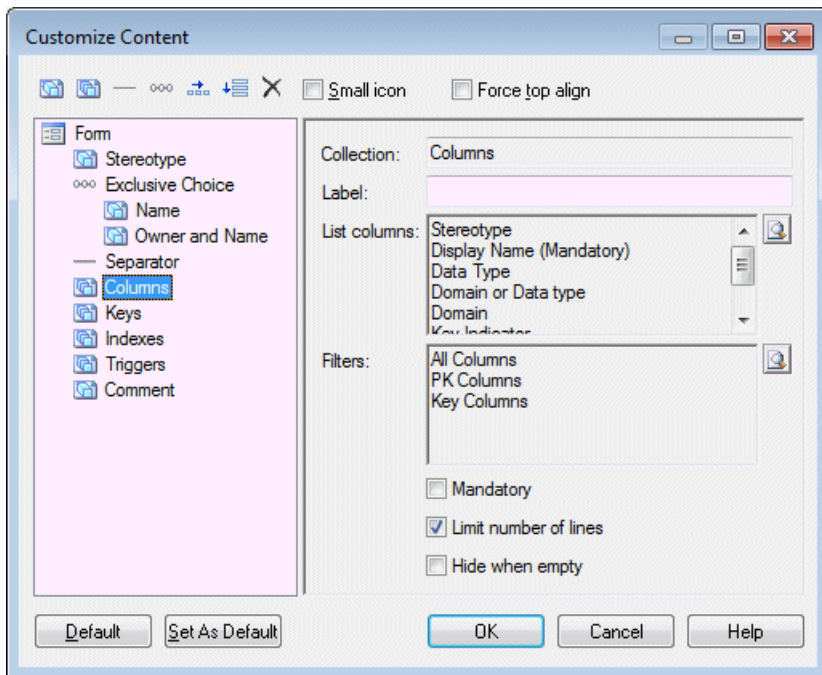 Customize Content
Small icon
Force top align
Form
Stereotype
Exclusive Choice
Name
Owner and Name
Separator
Columns
Keys
Indexes
Triggers
Comment
Collection: Columns
Label:
List columns:
Stereotype
Display Name (Mandatory)
Data Type
Domain or Data type
Domain
Key Indicator
Filters:
All Columns
PK Columns
Key Columns
Mandatory
Limit number of lines
Hide when empty
Default
Set As Default
OK
Cancel
Help